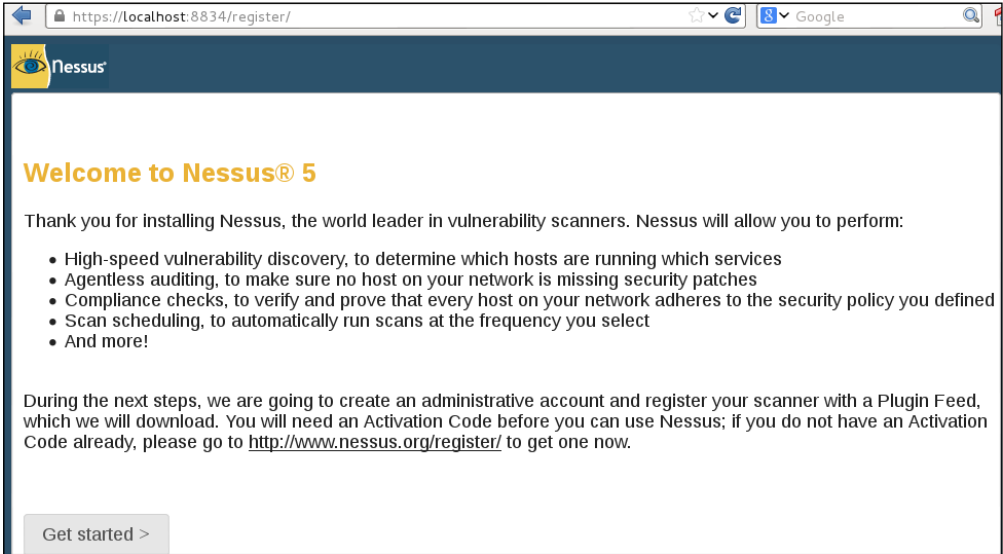 https://localhost:8834/register/
Google
Nessus®
Welcome to Nessus® 5
Thank you for installing Nessus, the world leader in vulnerability scanners. Nessus will allow you to perform:
• High-speed vulnerability discovery, to determine which hosts are running which services
• Agentless auditing, to make sure no host on your network is missing security patches
• Compliance checks, to verify and prove that every host on your network adheres to the security policy you defined
• Scan scheduling, to automatically run scans at the frequency you select
• And more!
During the next steps, we are going to create an administrative account and register your scanner with a Plugin Feed,
which we will download. You will need an Activation Code before you can use Nessus; if you do not have an Activation
Code already, please go to http://www.nessus.org/register/ to get one now.
Get started >